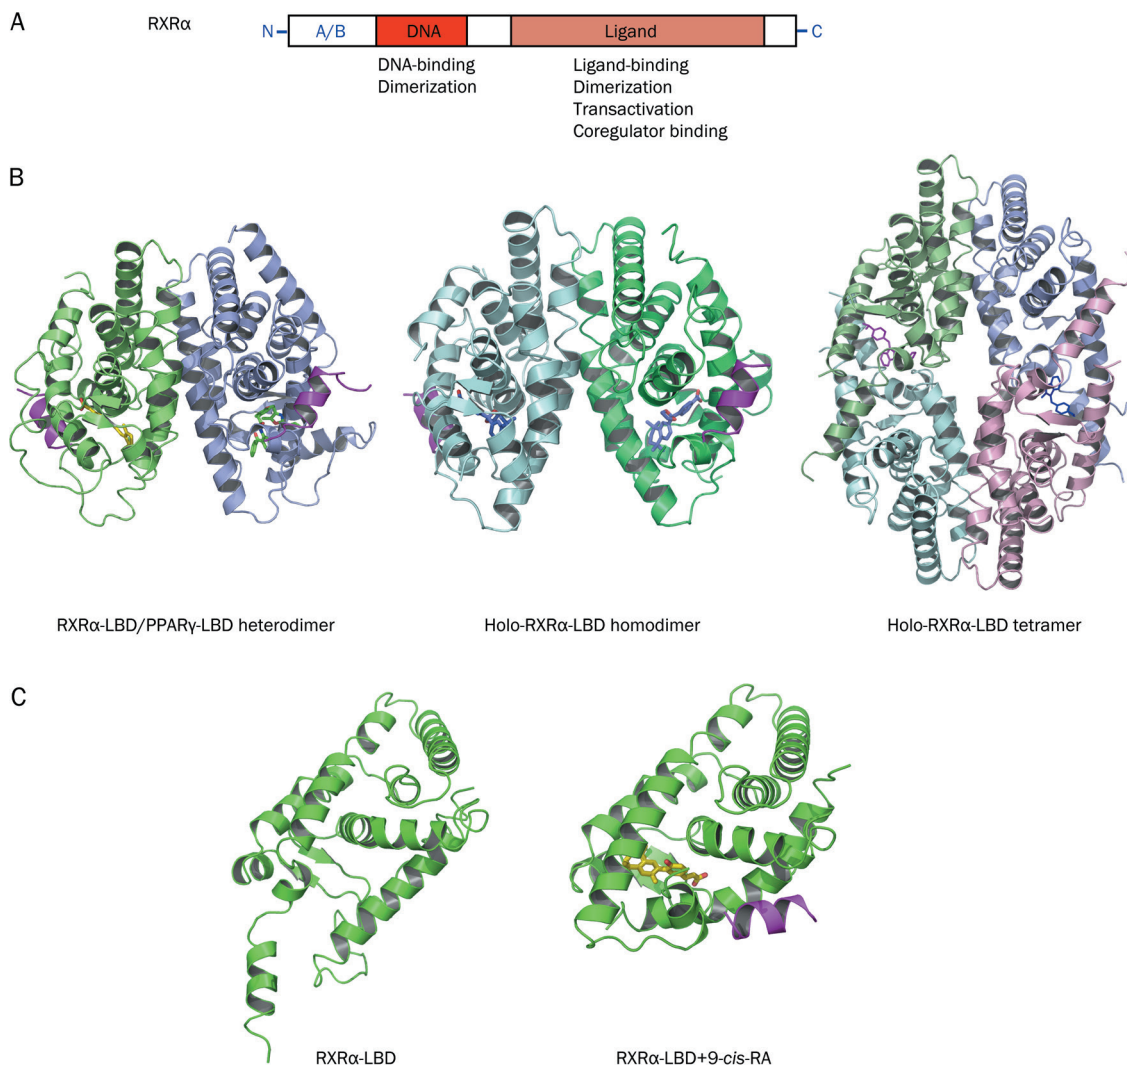 A
RXRα
N
A/B
DNA
Ligand
C
DNA-binding
Dimerization
Ligand-binding
Dimerization
Transactivation
Coregulator binding
B
RXRα-LBD/PPARγ-LBD heterodimer
Holo-RXRα-LBD homodimer
Holo-RXRα-LBD tetramer
C
RXRα-LBD
RXRα-LBD+9-cis-RA